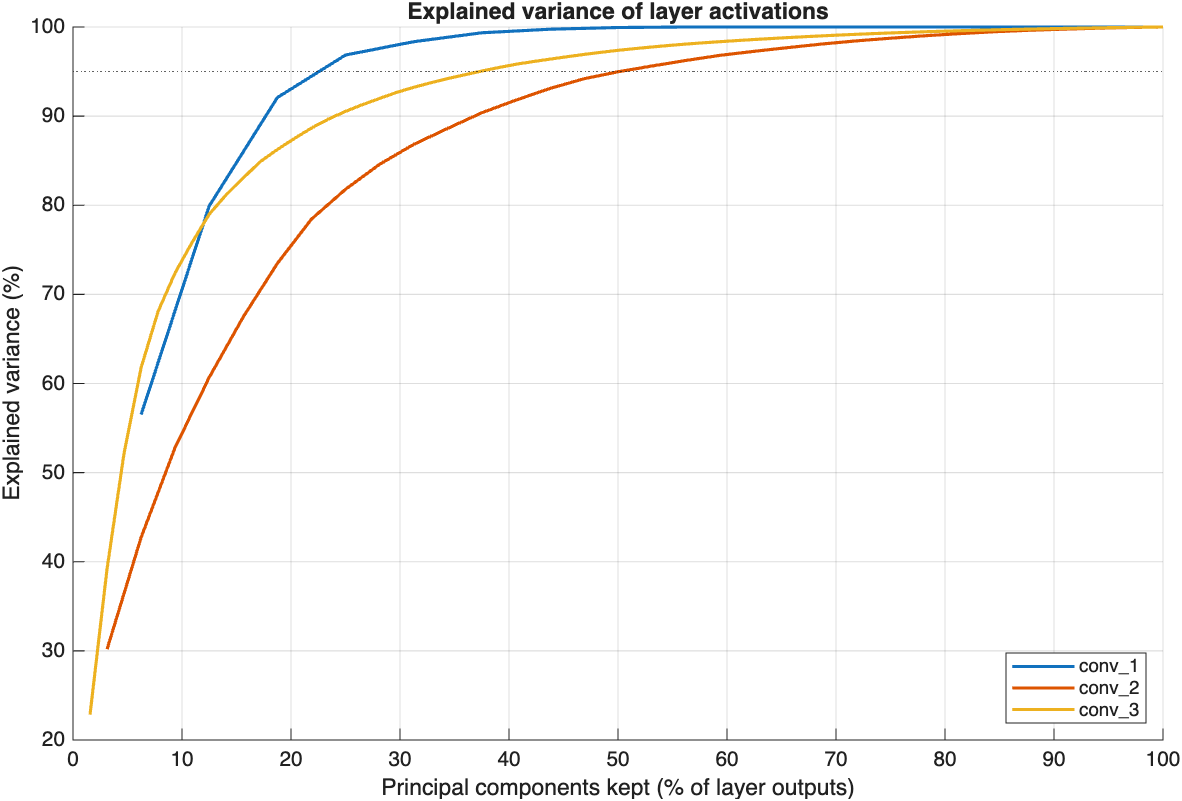 Explained variance of layer activations
Explained variance (%)
100
90
80
70
60
50
40
30
20
0 10 20 30 40 50 60 70 80 90 100
Principal components kept (% of layer outputs)
conv_1
conv_2
conv_3